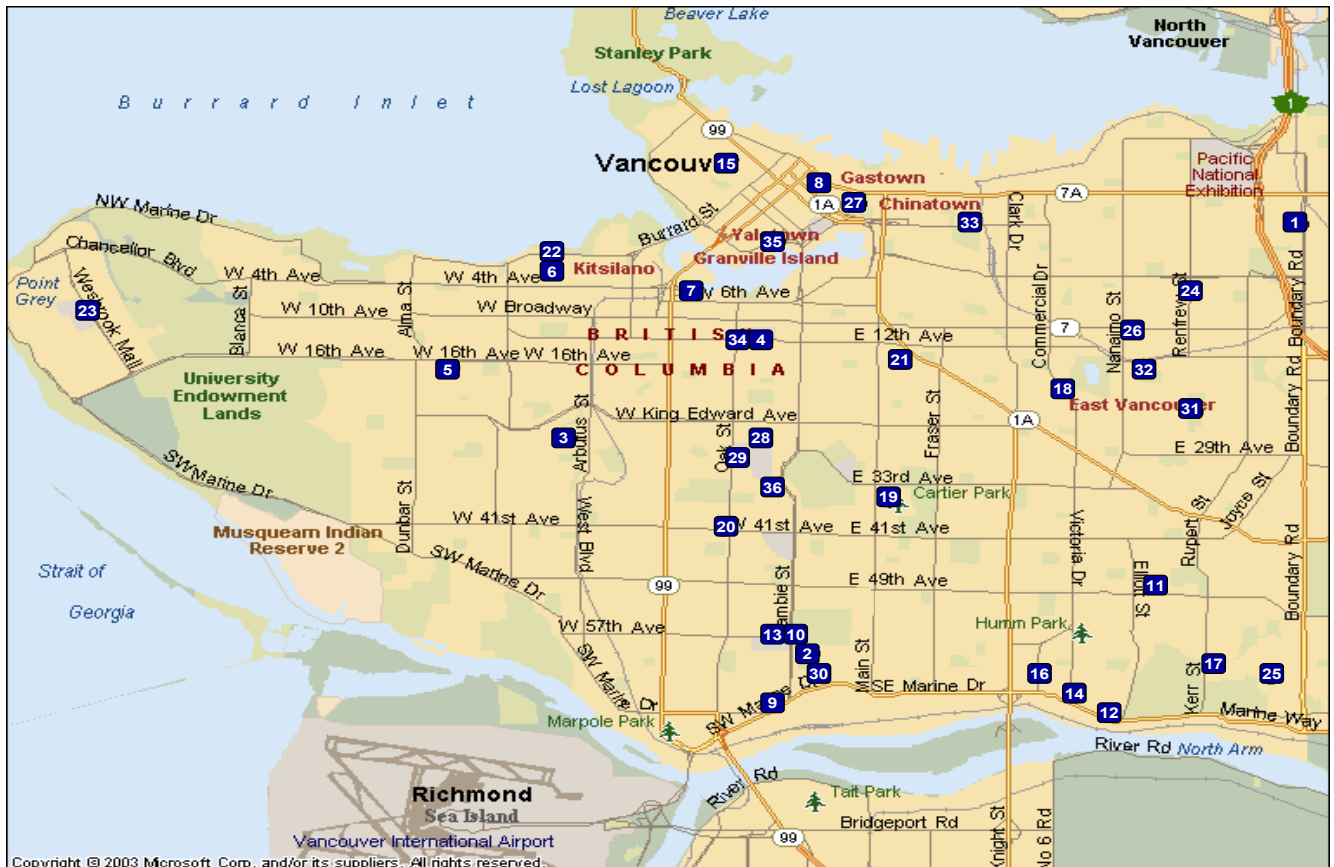 Beaver Lake
North
Vancouver
Stanley Park
Lost Lagoon
Burrard Inlet
1
99
Vancouv
15
Pacific
National
Exhibition
8
Gastown
7A
1A
27
Chinatown
33
1
NW Marine Dr
Burrard St
Clark Dr
Yaletown
35
22
Chancellor Blvd
W 4th Ave
W 4th Ave
6
Kitsilano
Granville Island
Point
Grey
23
Wesbrook Mall
Blanca St
Alma St
W 10th Ave
W Broadway
7
W 6th Ave
Commercial Dr
Nanaimo St
Renfrew St
24
Boundary Rd
26
7
BRITIS
34
4
E 12th Ave
W 16th Ave
W 16th Ave
W 16th Ave
5
COLUMBIA
21
32
18
University
Endowment
Lands
East Vancouver
31
Boundary Rd
W King Edward Ave
1A
Fraser St
Arbutus St
3
Oak St
28
29
E 29th Ave
SW Marine Dr
36
E 33rd Ave
19
Cartier Park
Joyce St
Rupert St
Dunbar St
West Blvd
W 41st Ave
20
W 41st Ave
E 41st Ave
Victoria Dr
Musqueam Indian
Reserve 2
Boundary Rd
SW Marine Dr
Strait of
Georgia
99
Cambie St
E 49th Ave
Elliott St
11
W 57th Ave
13
10
2
30
Humm Park
Main St
16
17
25
SW Marine Dr
9
SW Marine Dr
SE Marine Dr
14
12
Kerr St
Marine Way
Marpole Park
River Rd
North Arm
River Rd
Richmond
Sea Island
Tait Park
Bridgeport Rd
Vancouver International Airport
99
Knight St
No 6 Rd
Copyright © 2003 Microsoft Corp. and/or its suppliers. All rights reserved.